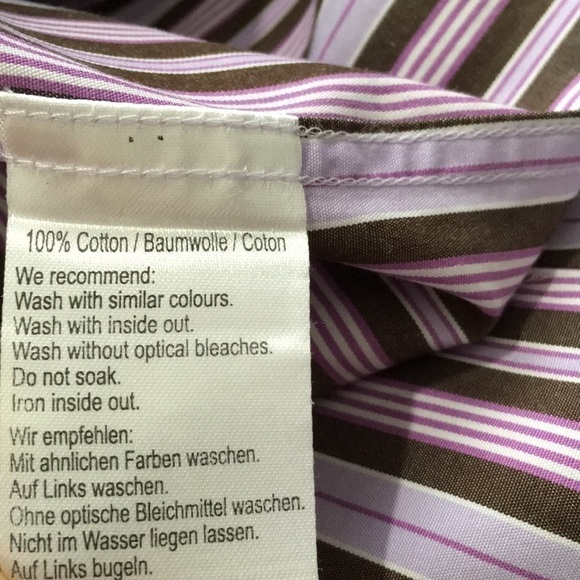 100% Cotton / Baumwolle / Coton
We recommend:
Wash with similar colours.
Wash with inside out.
Wash without optical bleaches.
Do not soak.
Iron inside out.
Wir empfehlen:
Mit ahnlichen Farben waschen.
Auf Links waschen.
Ohne optische Bleichmittel waschen.
Nicht im Wasser liegen lassen.
Auf Links bugeln.